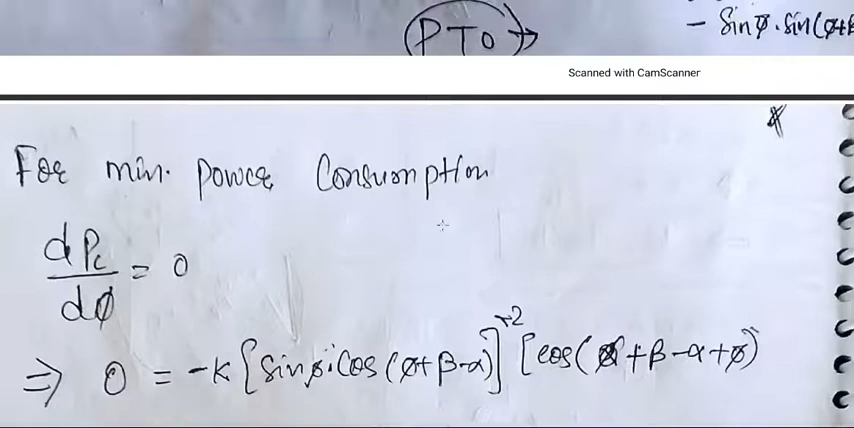 PTO → - Sinφ.sin(φ+
Scanned with CamScanner
For min. power Consumption
dPc/dφ = 0
⇒ 0 = -K [sinφ.cos(φ+β-α)]^-2 [cos(φ+β-α+φ)